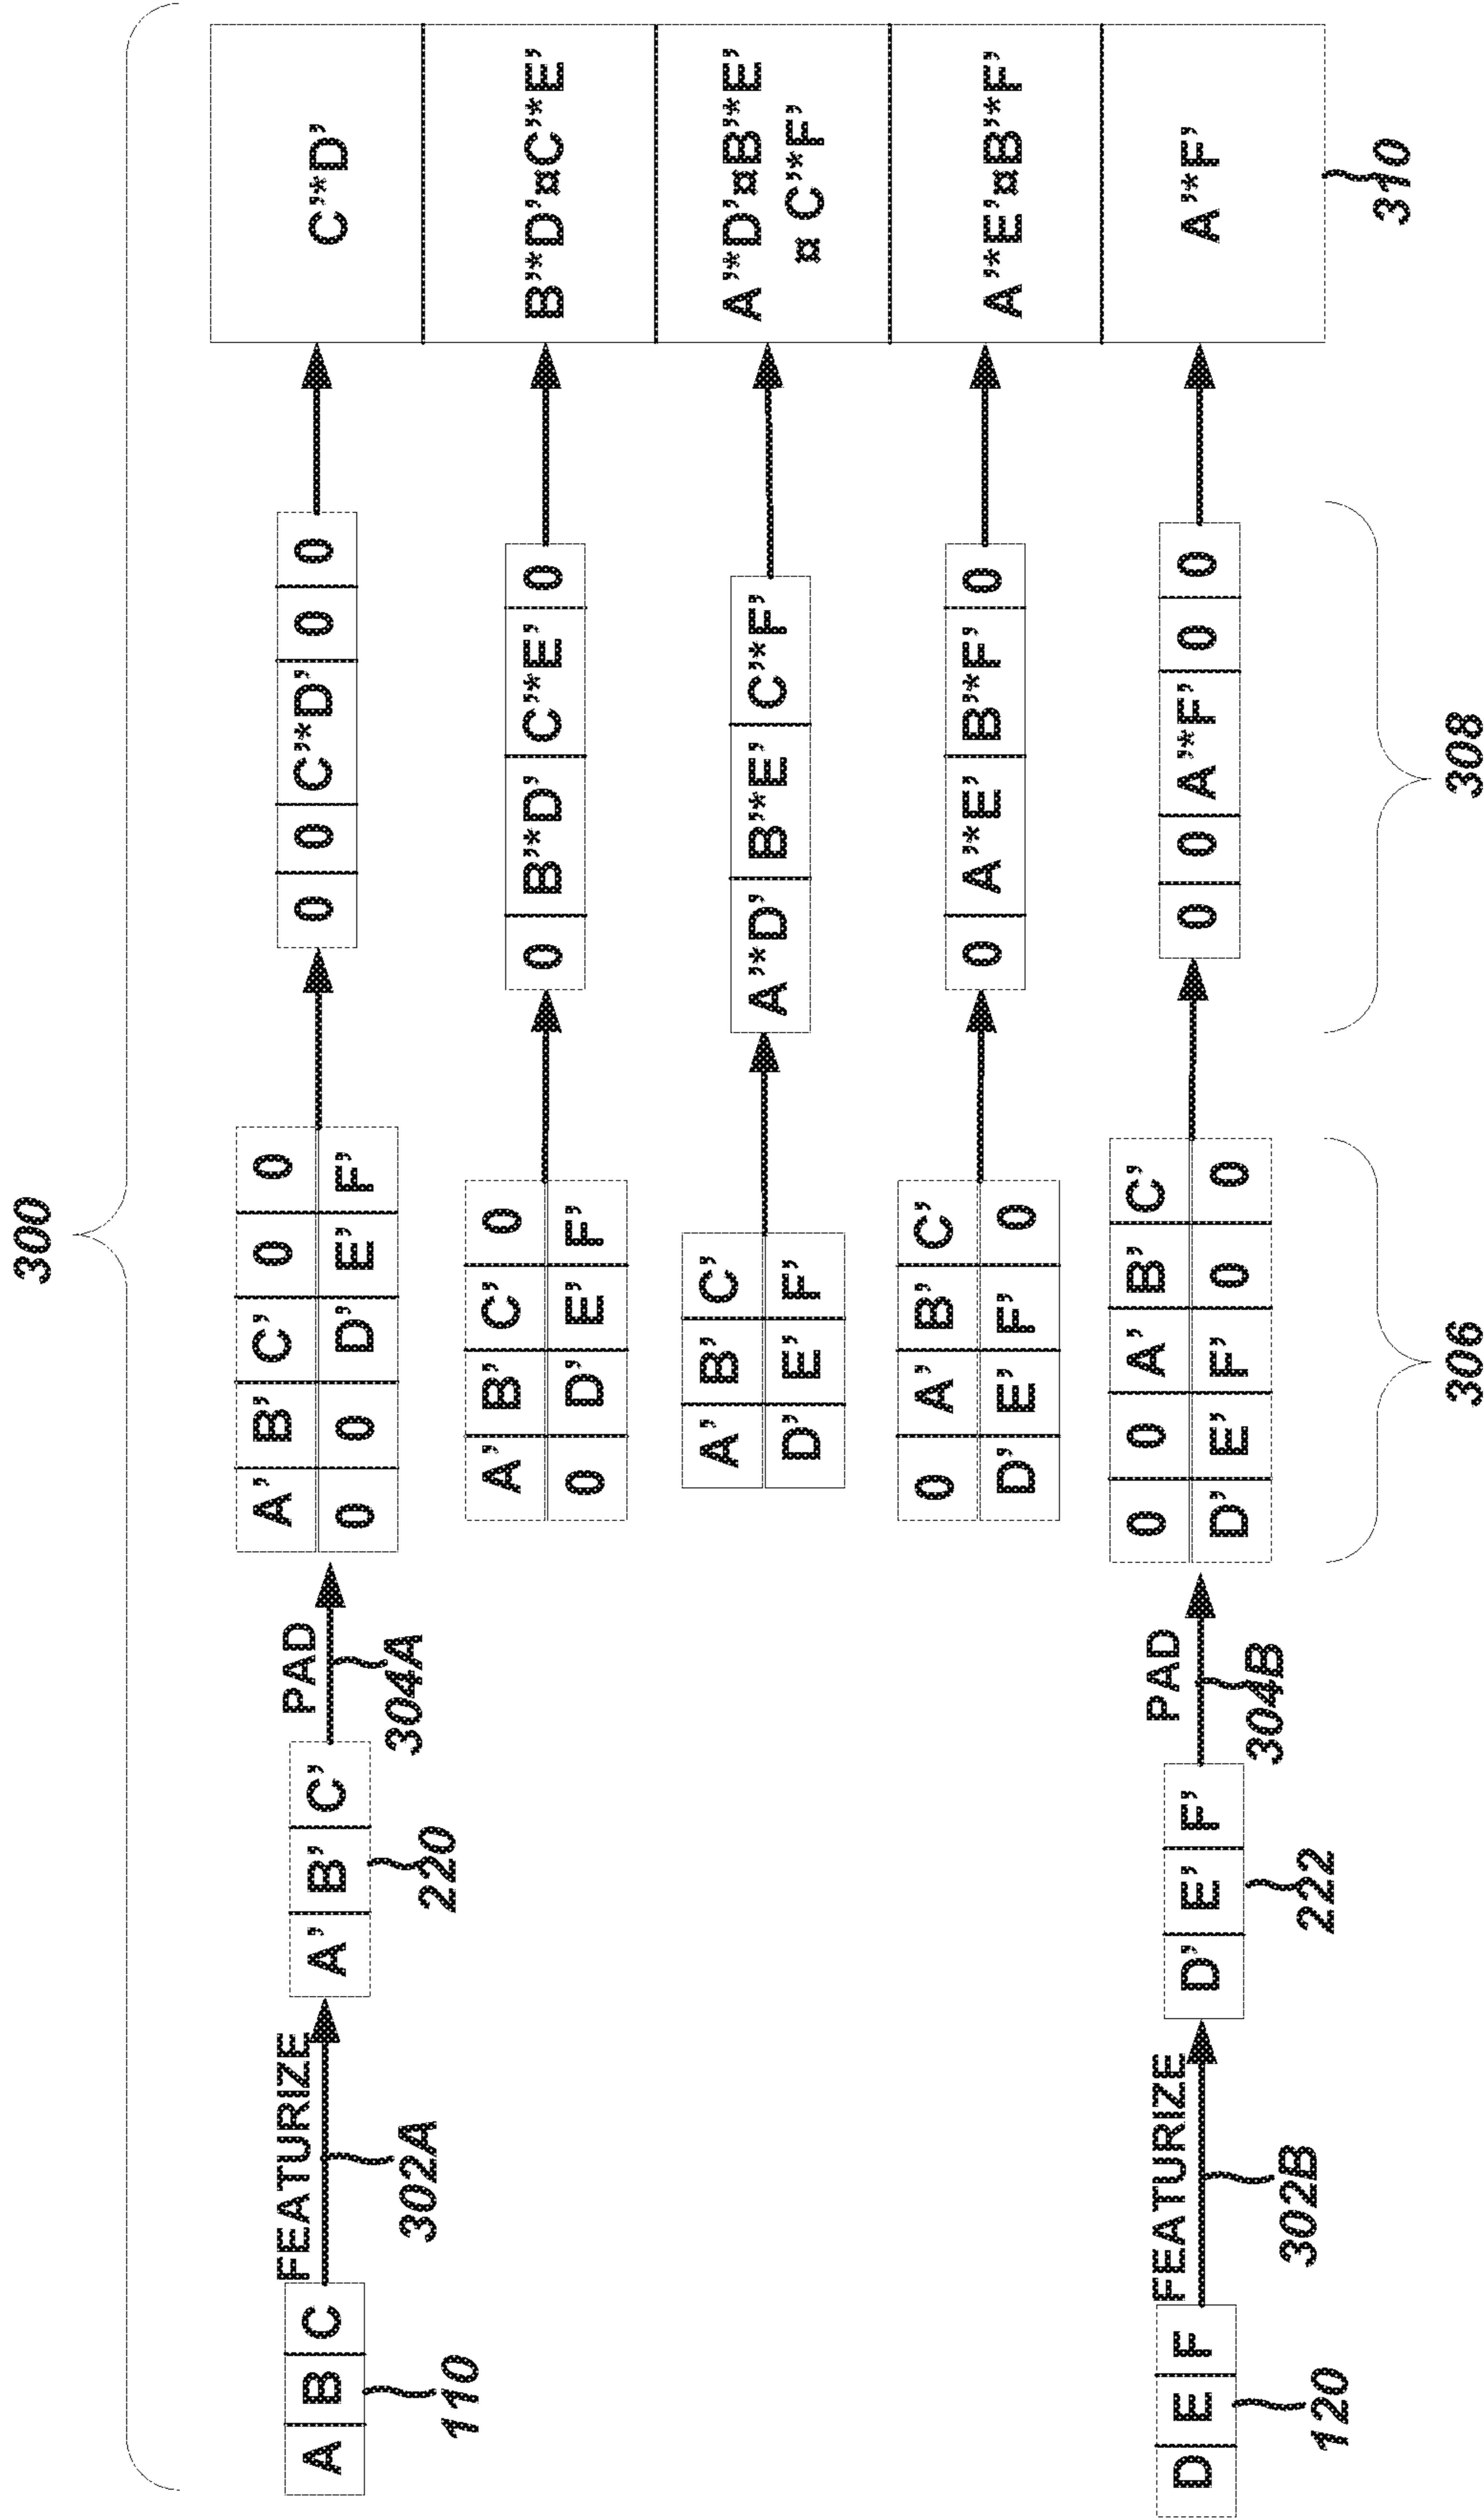 300
A B C
110
FEATURIZE
302A
A' B' C'
220
PAD
304A
A' B' C' 0 0
0 0 D' E' F'
0 0 C'*D' 0 0
C'*D'
A' B' C' 0
0 D' E' F'
0 B'*D' C'*E' 0
B'*D'¤C'*E'
A' B' C'
D' E' F'
A'*D' B'*E' C'*F'
A'*D'¤B'*E'
¤ C'*F'
0 A' B' C'
D' E' F' 0
0 A'*E' B'*F' 0
A'*E'¤B'*F'
D E F
120
FEATURIZE
302B
D' E' F'
222
PAD
304B
0 0 A' B' C'
D' E' F' 0 0
0 0 A'*F' 0 0
A'*F'
306
308
310